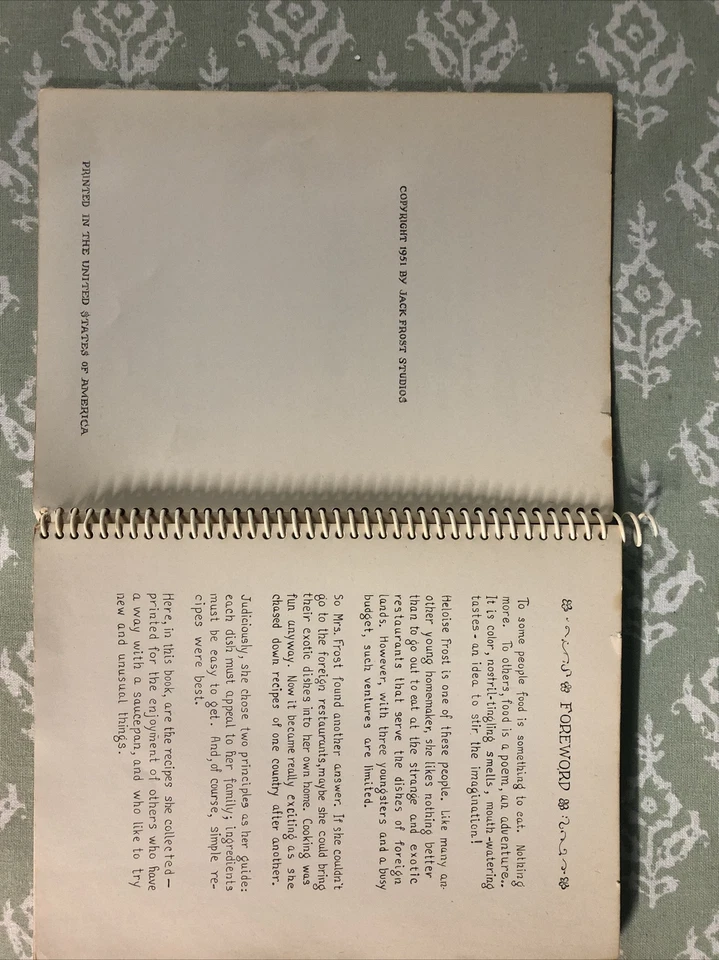 COPYRIGHT 1951 BY JACK FROST STUDIOS
PRINTED IN THE UNITED STATES OF AMERICA
FOREWORD
To some people food is something to eat. Nothing
more. To others, food is a poem, an adventure..
It is color, nostril-tingling smells, mouth-watering
tastes - an idea to stir the imagination!
Heloise Frost is one of these people. Like many an-
other young homemaker, she likes nothing better
than to go out to eat at the strange and exotic
restaurants that serve the dishes of foreign
lands. However, with three youngsters and a busy
budget, such ventures are limited.
So Mrs. Frost found another answer. If she couldn't
go to the foreign restaurants, maybe she could bring
their exotic dishes into her own home. Cooking was
fun anyway. Now it became really exciting as she
chased down recipes of one country after another.
Judiciously, she chose two principles as her guide:
each dish must appeal to her family; ingredients
must be easy to get. And, of course, simple re-
cipes were best.
Here, in this book, are the recipes she collected -
printed for the enjoyment of others who have
a way with a saucepan, and who like to try
new and unusual things.